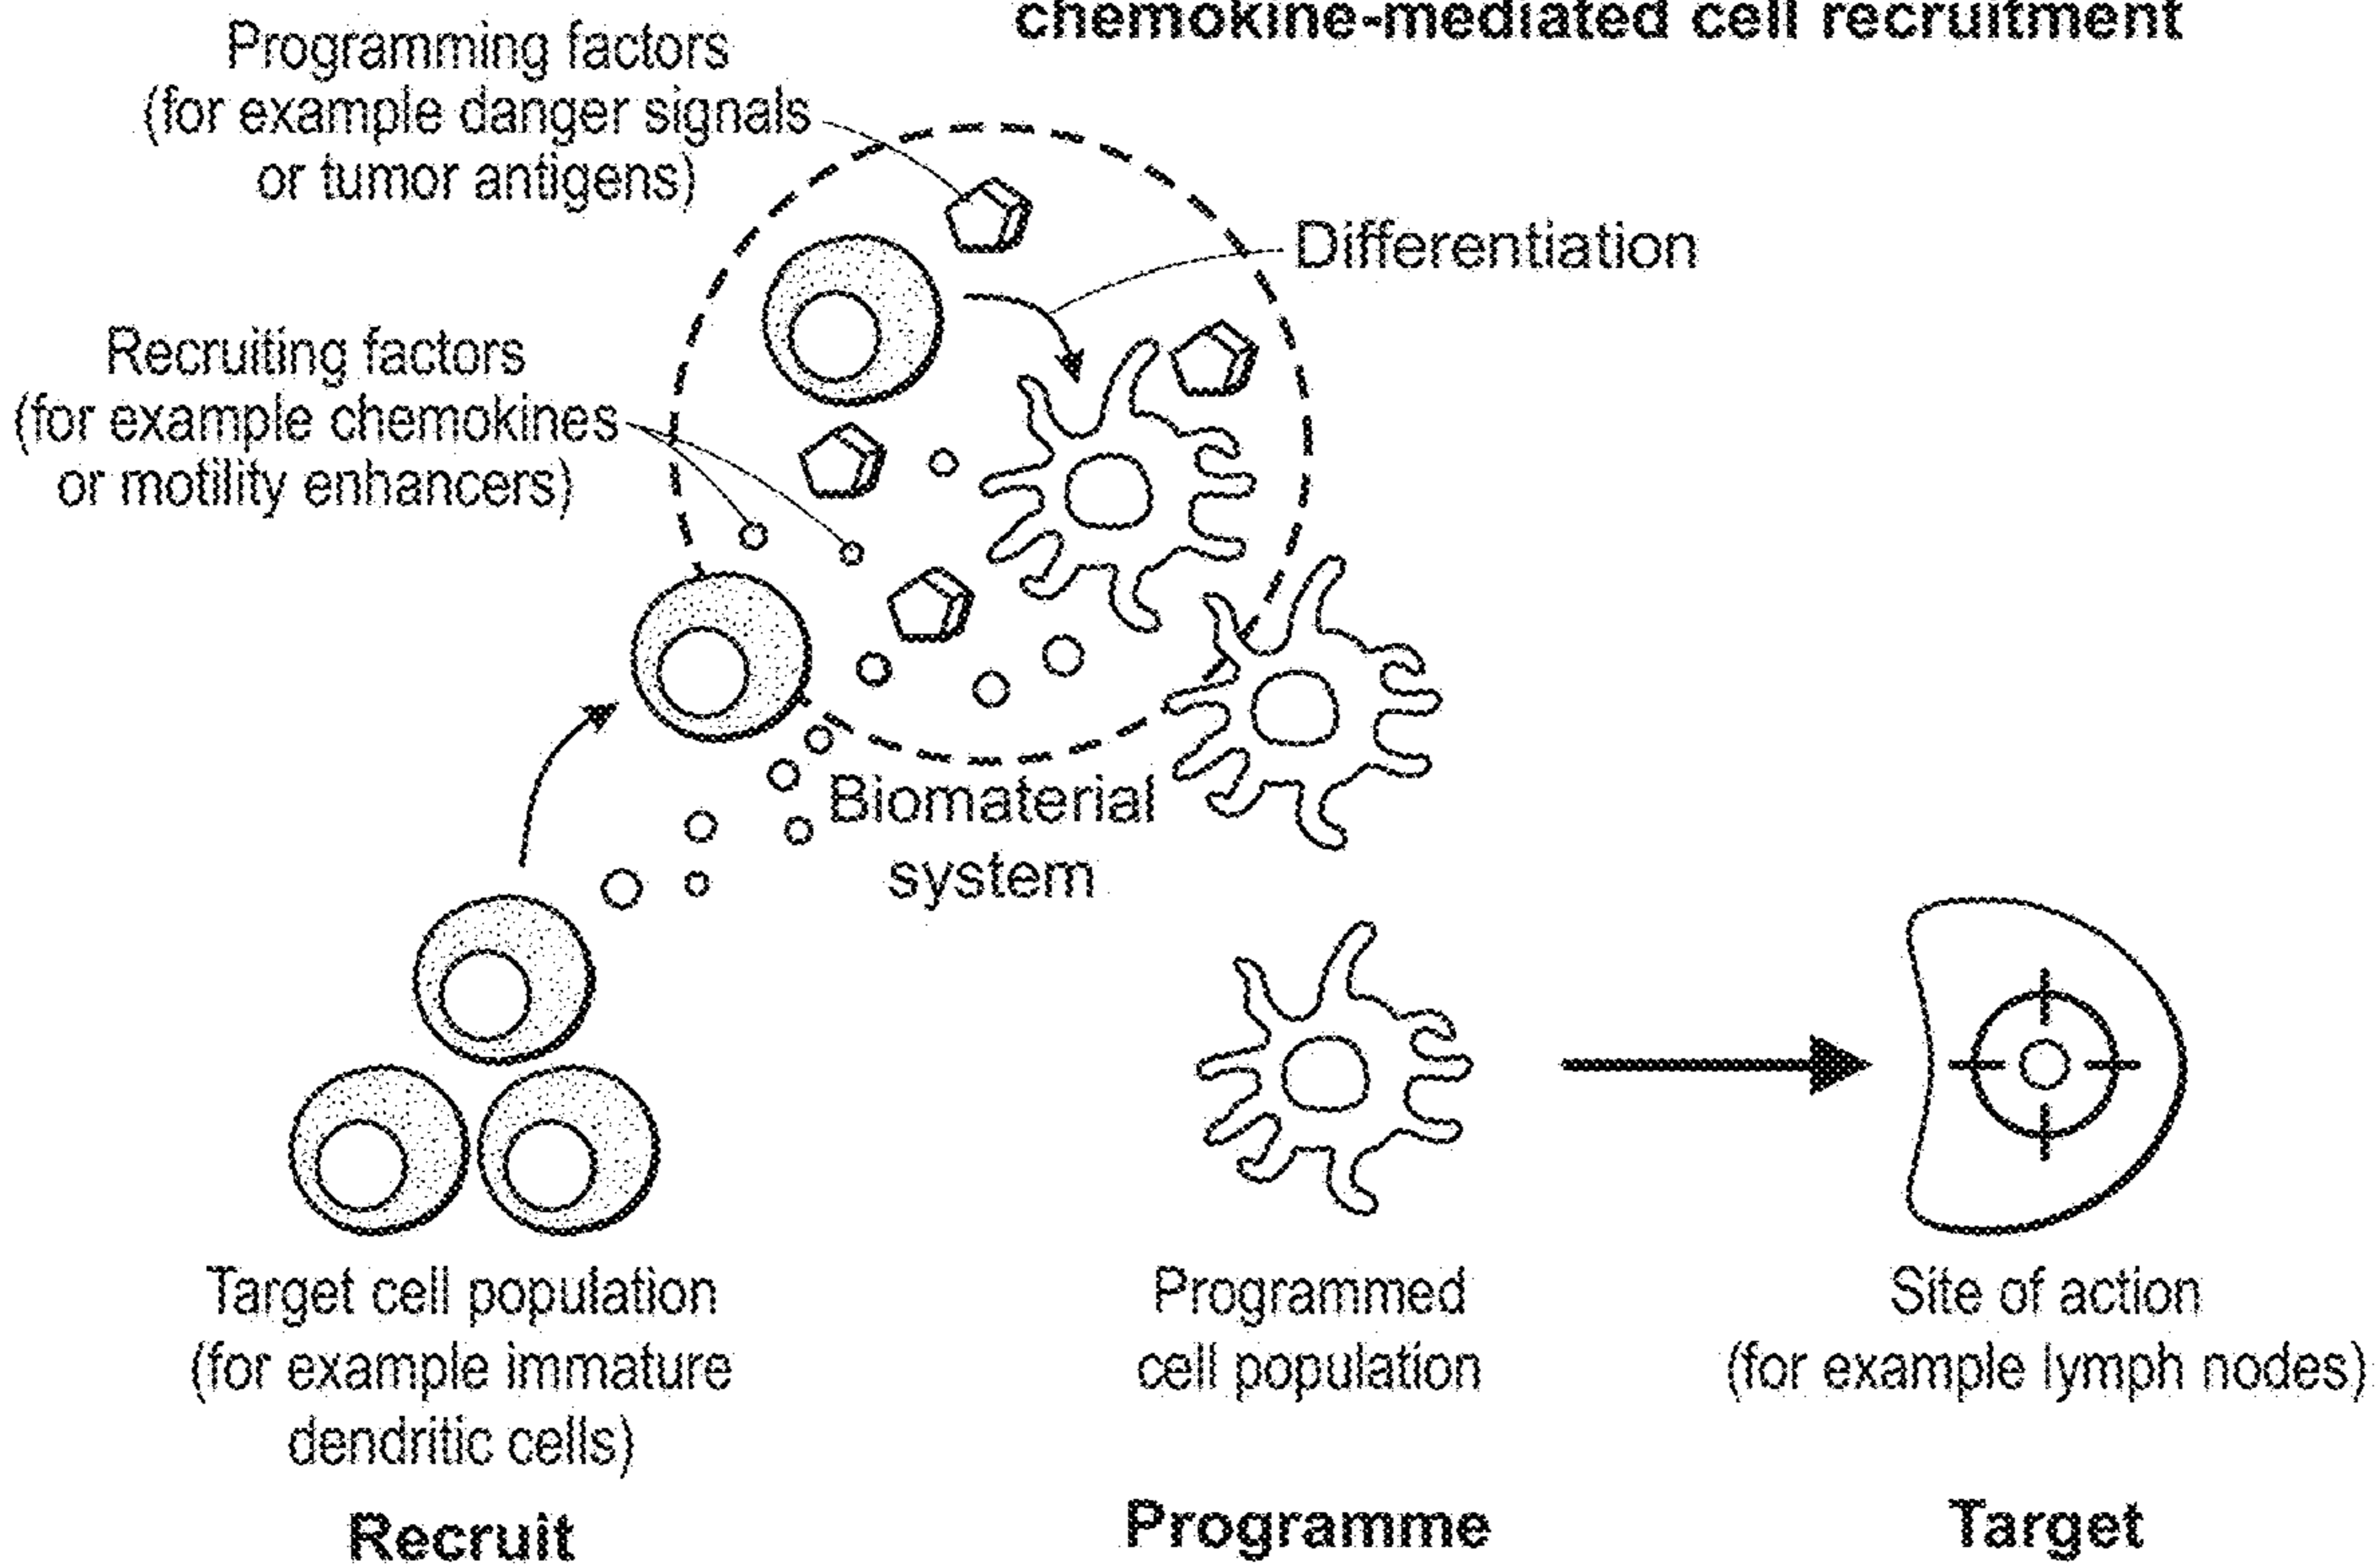 chemokine-mediated cell recruitment
Programming factors
(for example danger signals
or tumor antigens)
Differentiation
Recruiting factors
(for example chemokines
or motility enhancers)
Biomaterial
system
Target cell population
(for example immature
dendritic cells)
Programmed
cell population
Site of action
(for example lymph nodes)
Recruit
Programme
Target